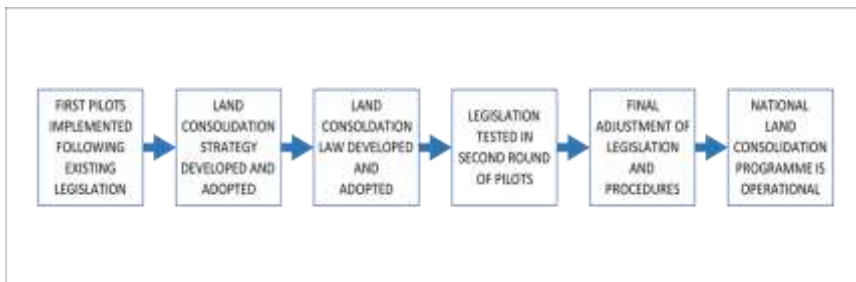 FIRST PILOTS
IMPLEMENTED
FOLLOWING
EXISTING
LEGISLATION
LAND
CONSOLIDATION
STRATEGY
DEVELOPED AND
ADOPTED
LAND
CONSOLDATION
LAW DEVELOPED
AND
ADOPTED
LEGISLATION
TESTED IN
SECOND ROUND
OF PILOTS
FINAL
ADJUSTMENT OF
LEGISLATION
AND
PROCEDURES
NATIONAL
LAND
CONSOLIDATION
PROGRAMME IS
OPERATIONAL